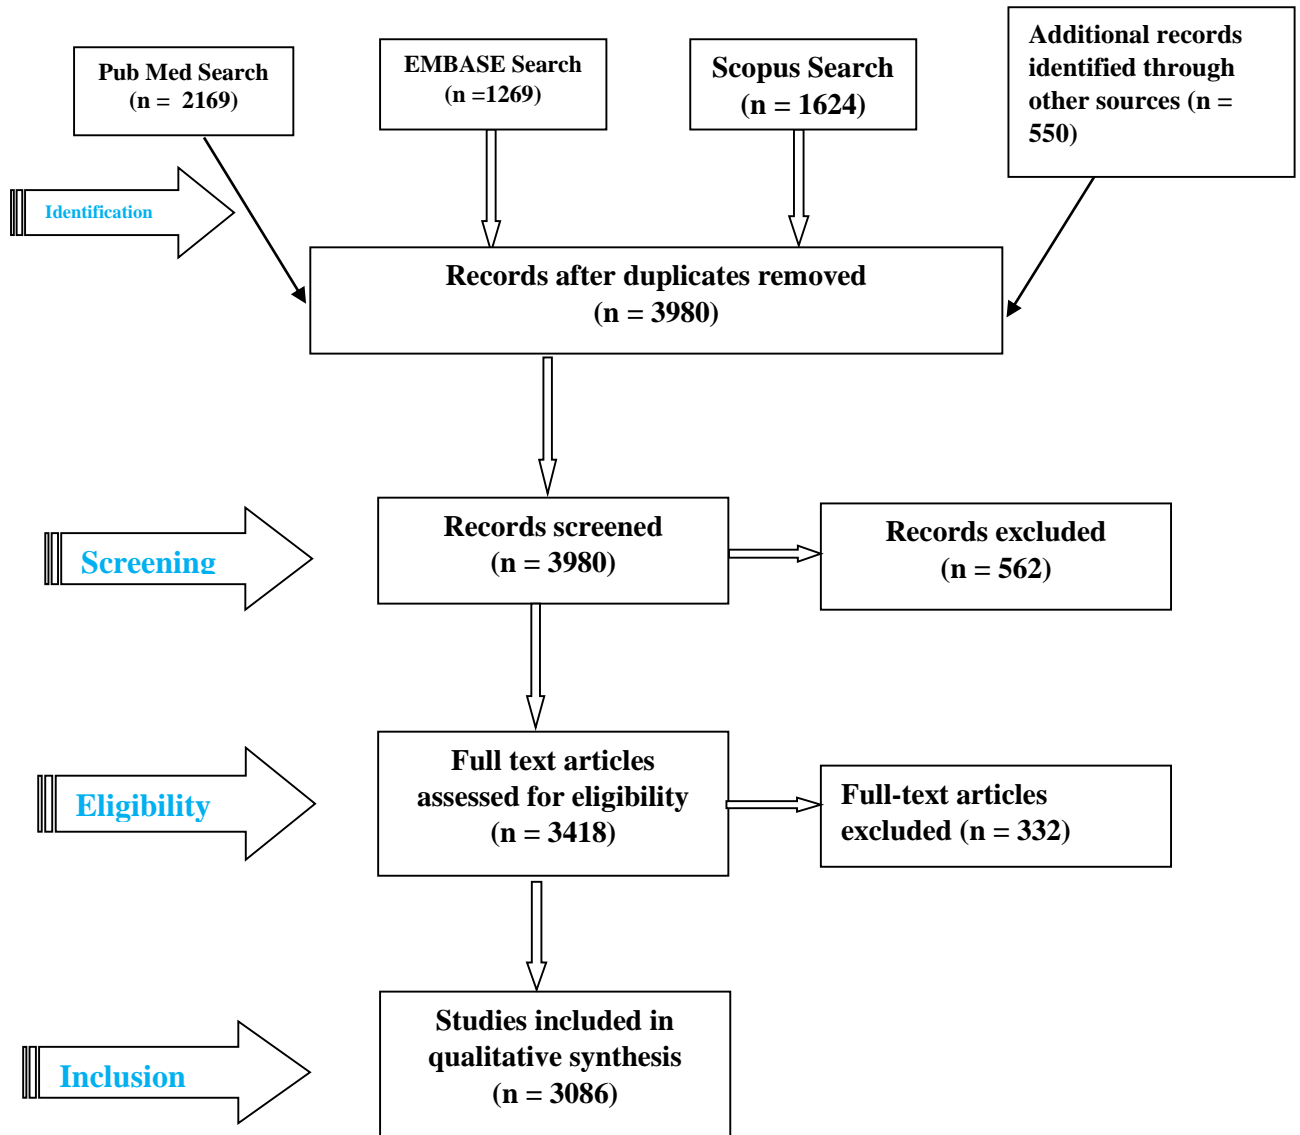 Pub Med Search
(n =  2169)
EMBASE Search
(n =1269)
Scopus Search
(n = 1624)
Additional records
identified through
other sources (n =
550)
Identification
Records after duplicates removed
(n = 3980)
Screening
Records screened
(n = 3980)
Records excluded
(n = 562)
Eligibility
Full text articles
assessed for eligibility
(n = 3418)
Full-text articles
excluded (n = 332)
Inclusion
Studies included in
qualitative synthesis
(n = 3086)